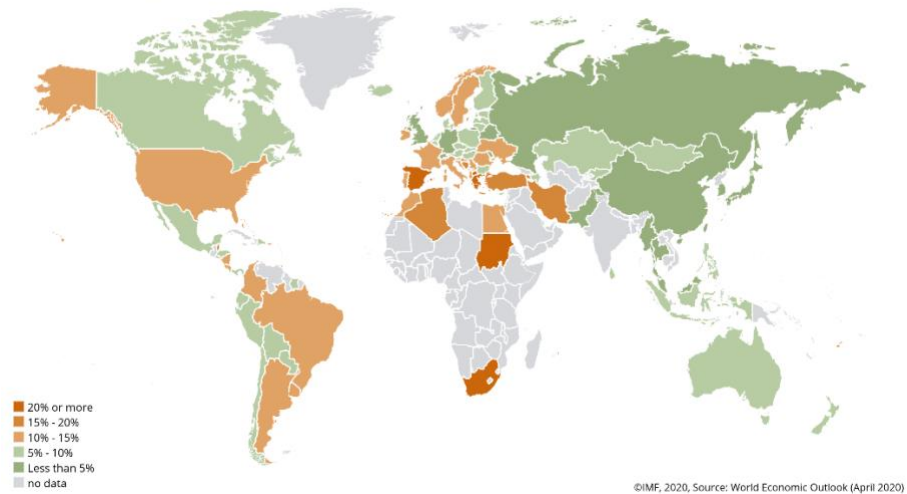 20% or more
15% - 20%
10% - 15%
5% - 10%
Less than 5%
no data
©IMF, 2020, Source: World Economic Outlook (April 2020)